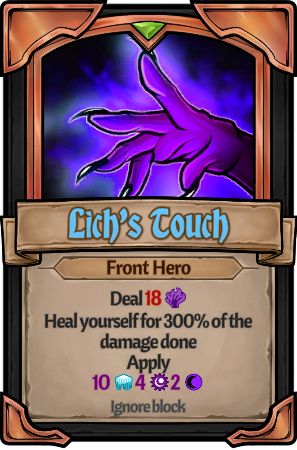 Lich's Touch
Front Hero
Deal 18
Heal yourself for 300% of the
damage done
Apply
10 4 2
Ignore block